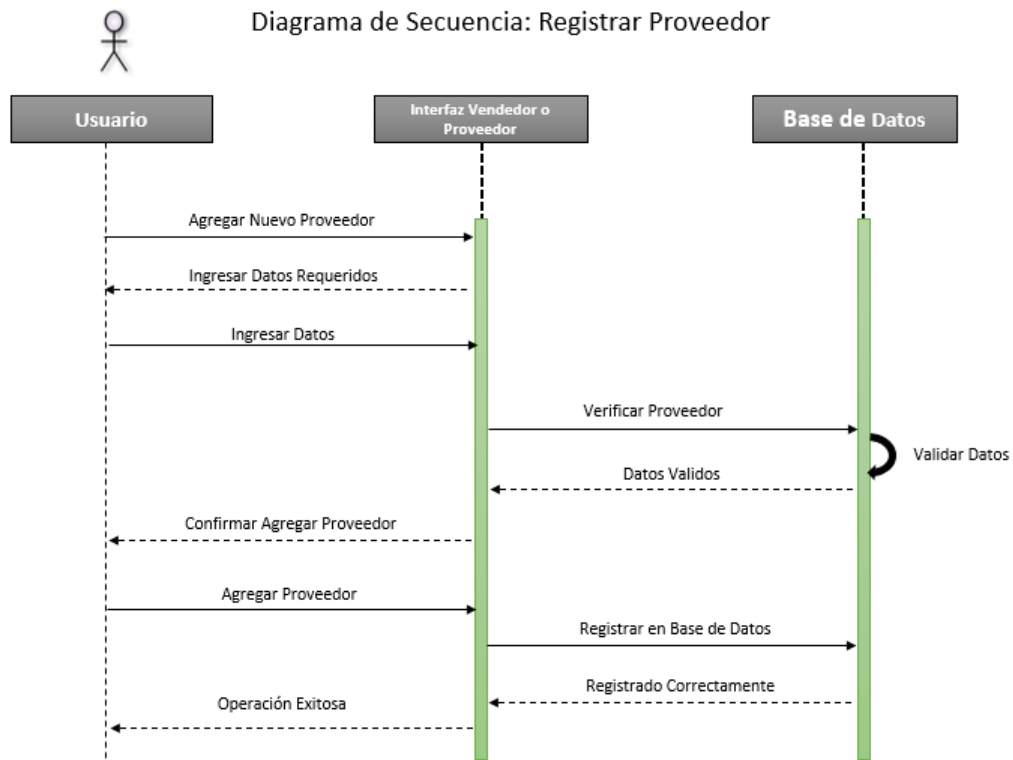 Diagrama de Secuencia: Registrar Proveedor
Usuario
Interfaz Vendedor o
Proveedor
Base de Datos
Agregar Nuevo Proveedor
Ingresar Datos Requeridos
Ingresar Datos
Verificar Proveedor
Validar Datos
Datos Validos
Confirmar Agregar Proveedor
Agregar Proveedor
Registrar en Base de Datos
Registrado Correctamente
Operación Exitosa